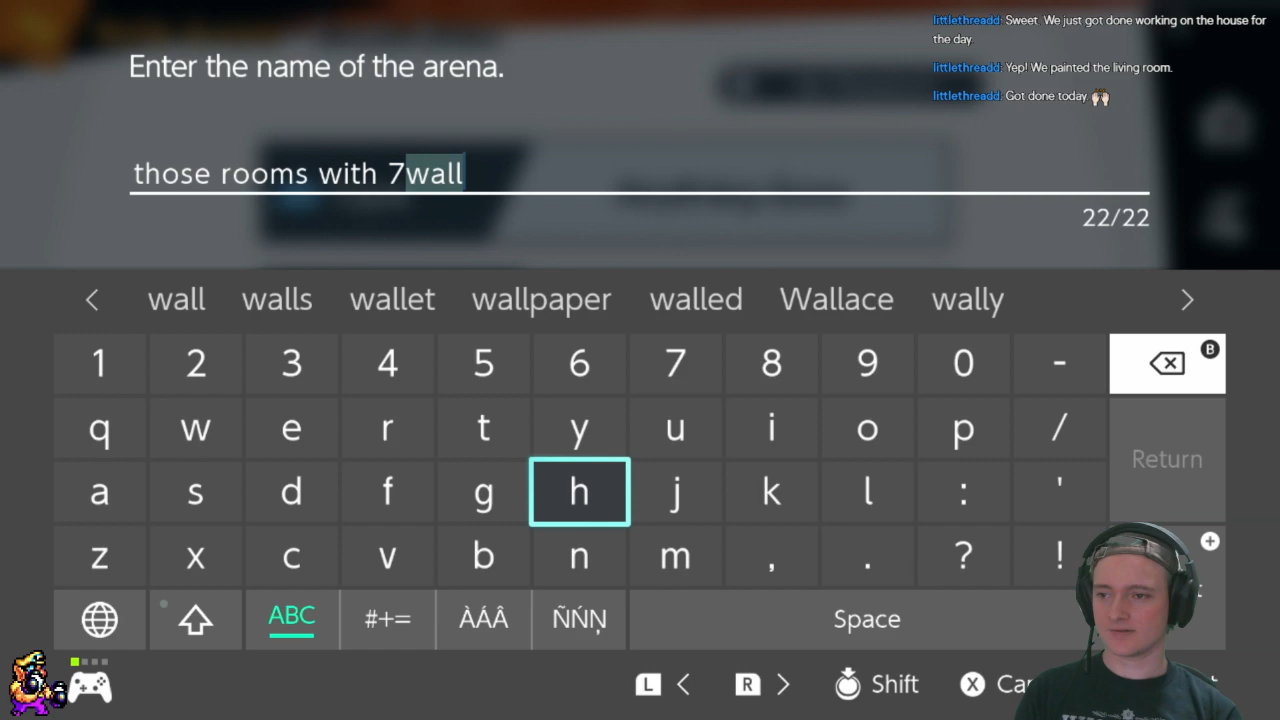 littlethreadd: Sweet. We just got done working on the house for
the day.
littlethreadd: Yep! We painted the living room.
littlethreadd: Got done today 🙌
Enter the name of the arena.
those rooms with 7wall
22/22
< wall walls wallet wallpaper walled Wallace wally >
1 2 3 4 5 6 7 8 9 0 - B
q w e r t y u i o p /
Return
a s d f g h j k l : '
z x c v b n m , . ? ! +
ABC #+= ÀÁÂ ÑŃŅ Space
L < R > Shift X